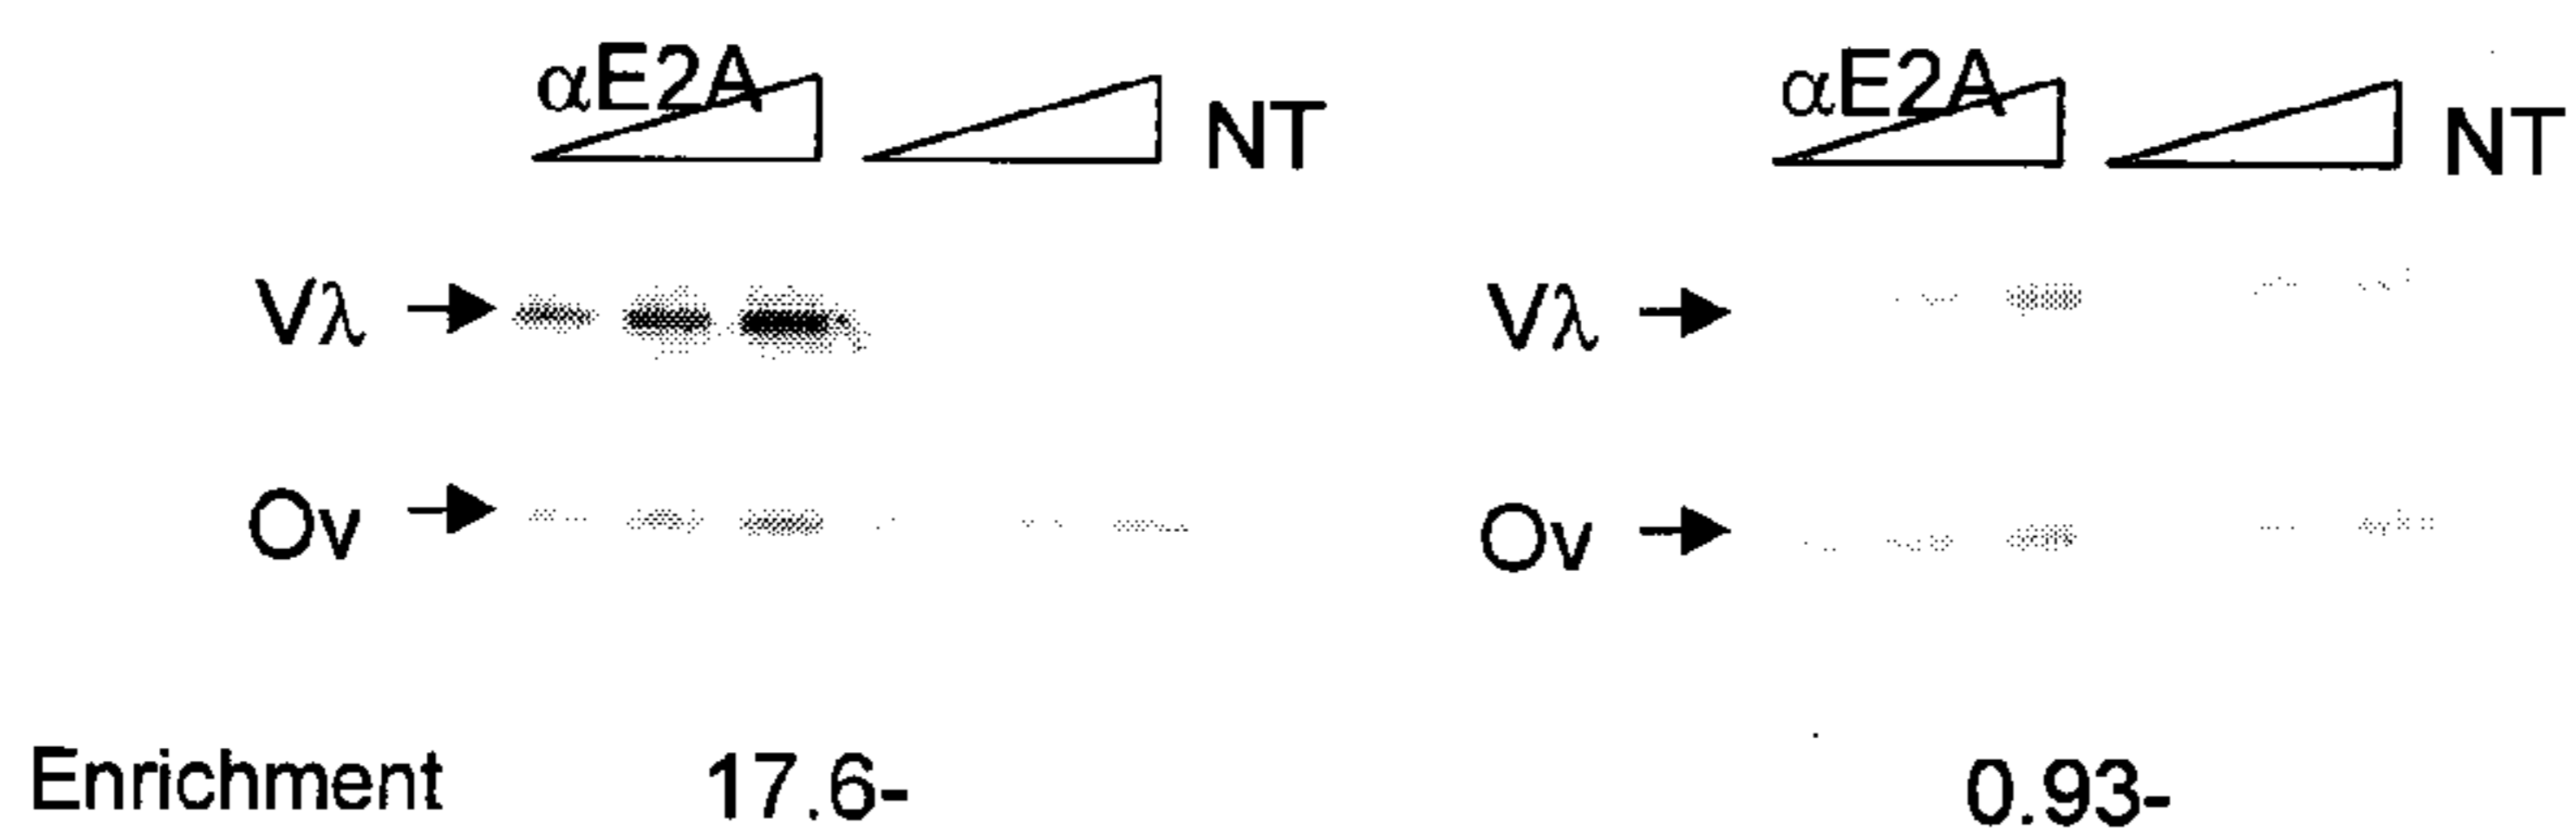 αE2A NT αE2A NT
Vλ Vλ
Ov Ov
Enrichment 17.6- 0.93-